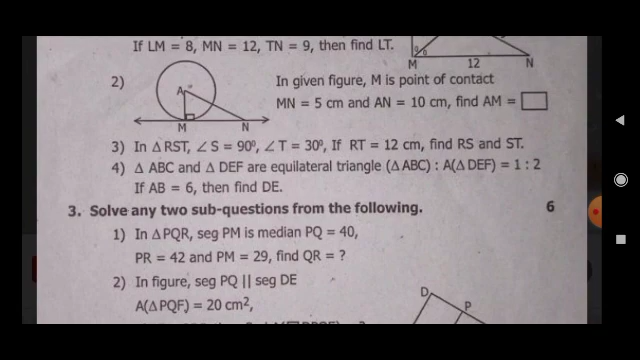 If LM = 8, MN = 12, TN = 9, then find LT.
M 12 N
2) In given figure, M is point of contact
A
MN = 5 cm and AN = 10 cm, find AM =
M N
3) In △RST, ∠S = 90⁰, ∠T = 30⁰, If RT = 12 cm, find RS and ST.
4) △ ABC and △ DEF are equilateral triangle (△ABC) : A(△DEF) = 1 : 2
If AB = 6, then find DE.
3. Solve any two sub-questions from the following. 6
1) In △PQR, seg PM is median PQ = 40,
PR = 42 and PM = 29, find QR = ?
2) In figure, seg PQ || seg DE
D P
A(△PQF) = 20 cm²,